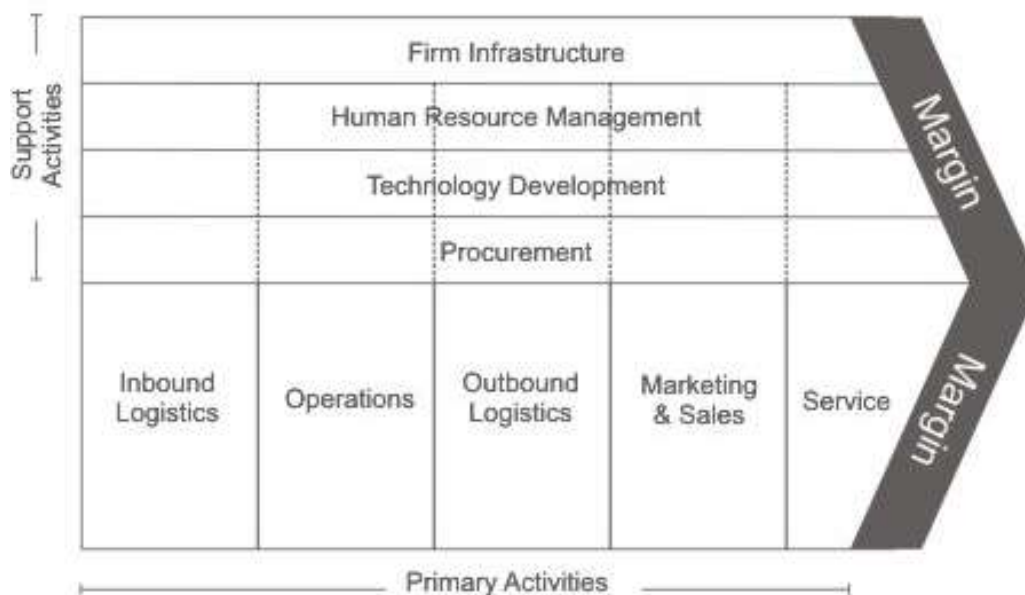 Support
Activities
Firm Infrastructure
Human Resource Management
Technology Development
Procurement
Inbound
Logistics
Operations
Outbound
Logistics
Marketing
& Sales
Service
Margin
Margin
Primary Activities